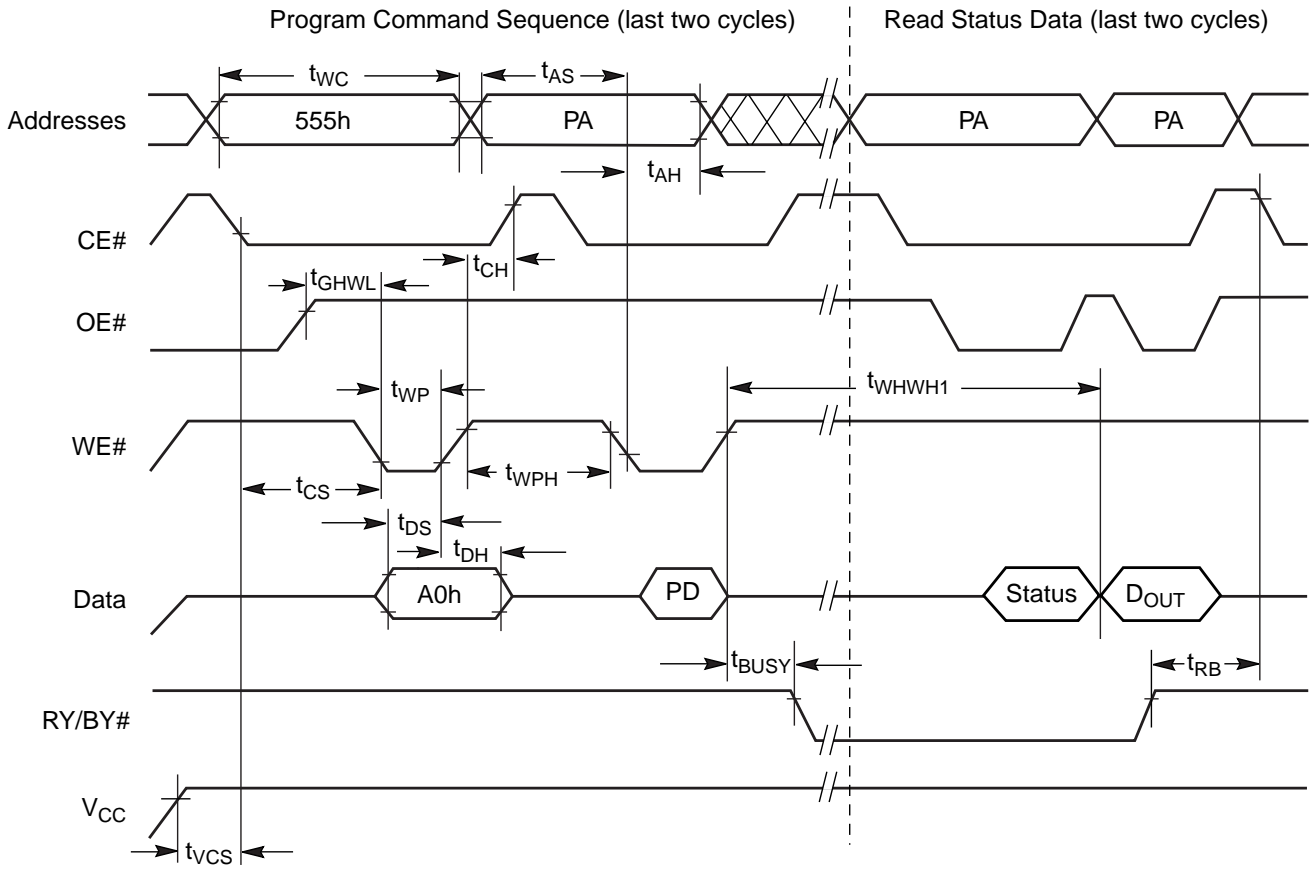 Program Command Sequence (last two cycles) Read Status Data (last two cycles)
tWC tAS
Addresses 555h PA PA PA
tAH
CE#
tCH
tGHWL
OE#
tWP tWHWH1
WE#
tCS tWPH
tDS
tDH
Data A0h PD Status DOUT
tBUSY tRB
RY/BY#
VCC
tVCS